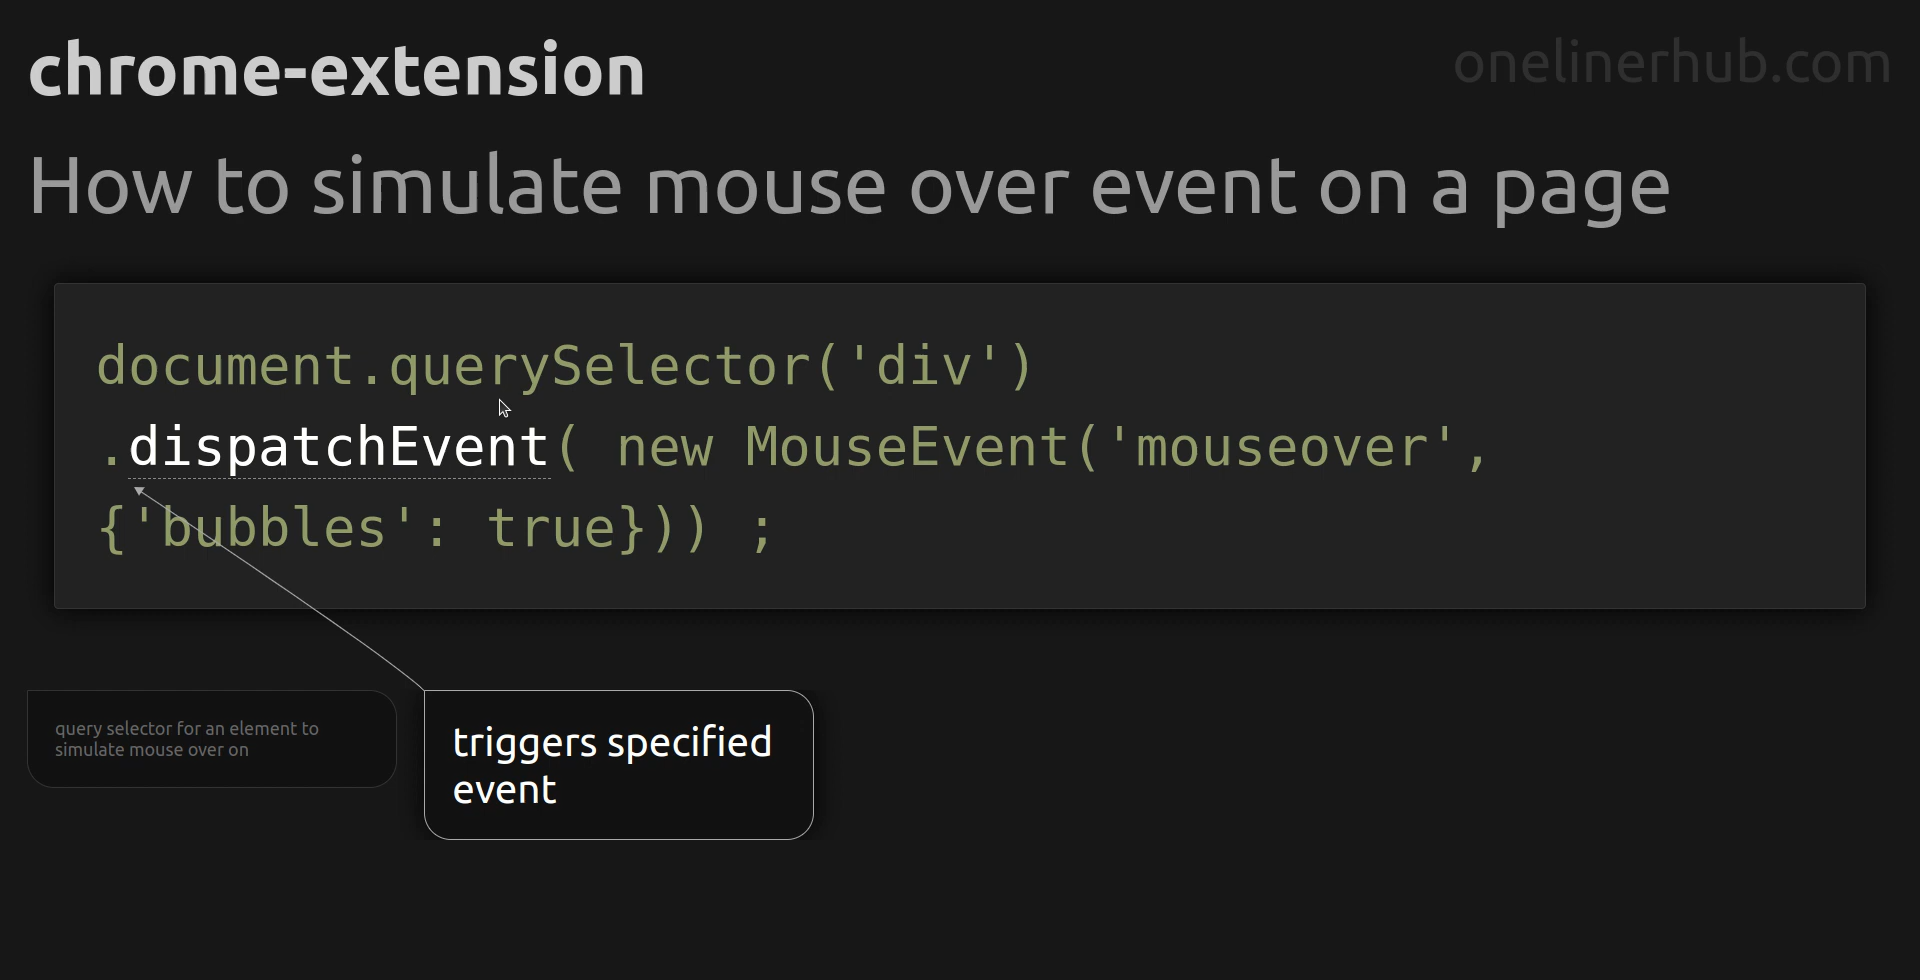 chrome-extension
onelinerhub.com
How to simulate mouse over event on a page
document.querySelector('div')
.dispatchEvent( new MouseEvent('mouseover',
{'bubbles': true})) ;
query selector for an element to
simulate mouse over on
triggers specified
event